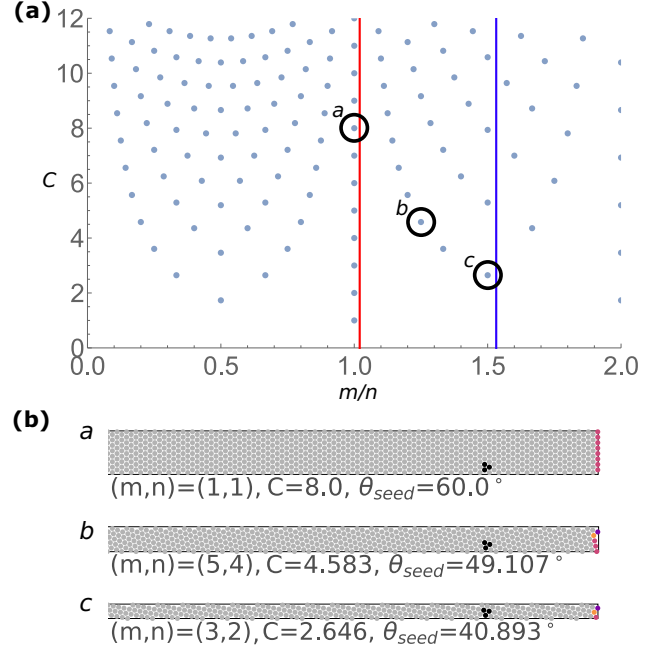 (a)
12
10
8
6
4
2
0
C
a
b
c
0.0 0.5 1.0 1.5 2.0
m/n
(b)
a
(m,n)=(1,1), C=8.0, θseed=60.0°
b
(m,n)=(5,4), C=4.583, θseed=49.107°
c
(m,n)=(3,2), C=2.646, θseed=40.893°